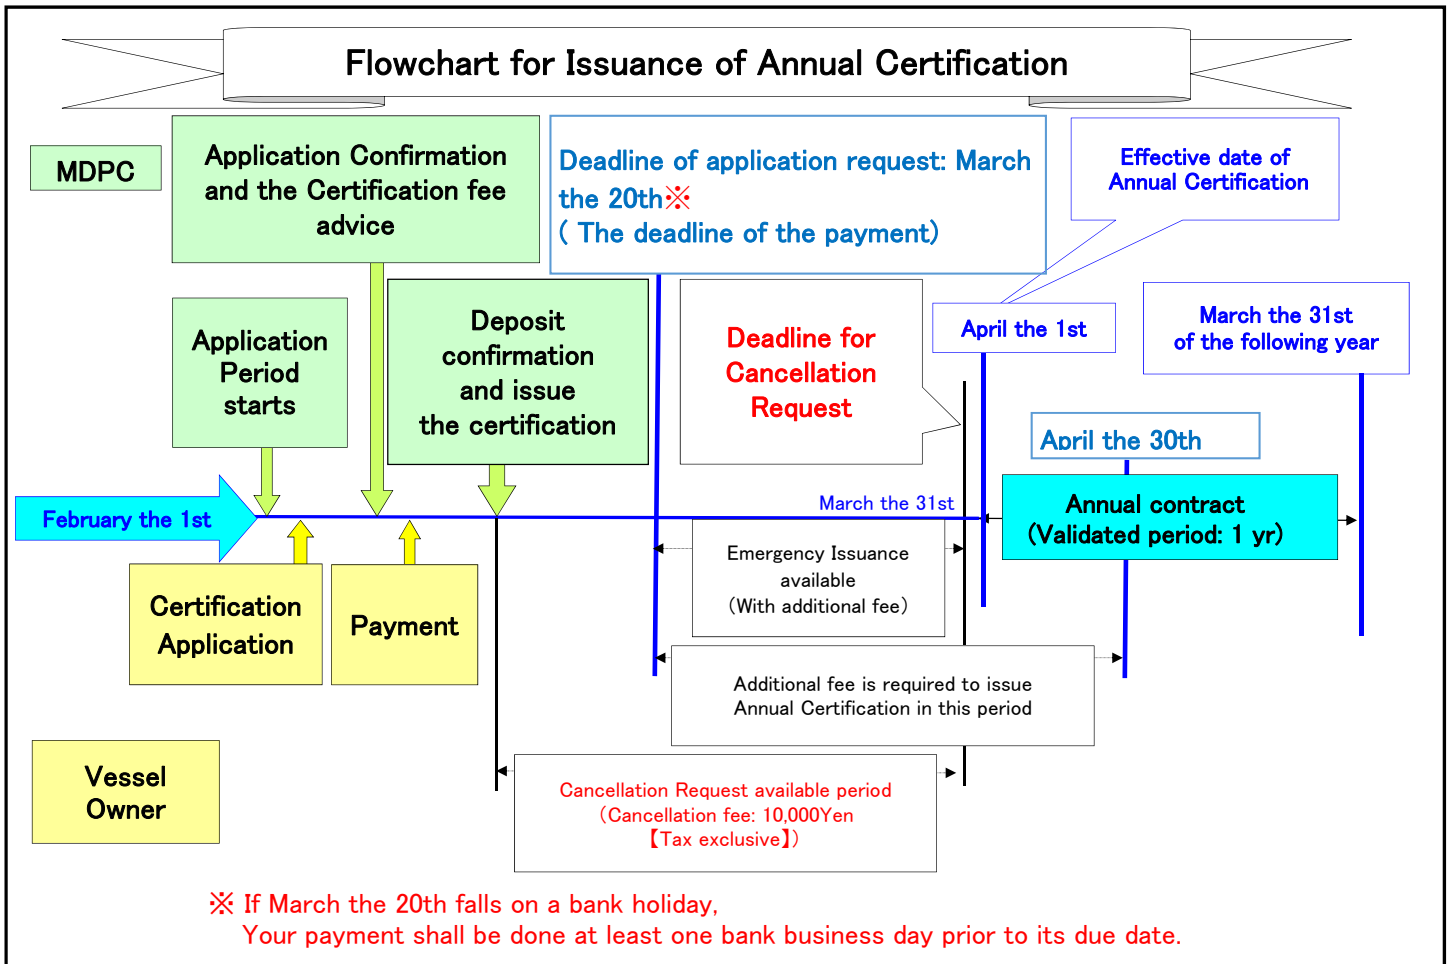 Flowchart for Issuance of Annual Certification
MDPC
Application Confirmation
and the Certification fee
advice
Deadline of application request: March
the 20th※
( The deadline of the payment)
Effective date of
Annual Certification
Application
Period
starts
Deposit
confirmation
and issue
the certification
Deadline for
Cancellation
Request
April the 1st
March the 31st
of the following year
April the 30th
February the 1st
March the 31st
Annual contract
(Validated period: 1 yr)
Emergency Issuance
available
(With additional fee)
Certification
Application
Payment
Additional fee is required to issue
Annual Certification in this period
Vessel
Owner
Cancellation Request available period
(Cancellation fee: 10,000Yen
【Tax exclusive】)
※ If March the 20th falls on a bank holiday,
Your payment shall be done at least one bank business day prior to its due date.